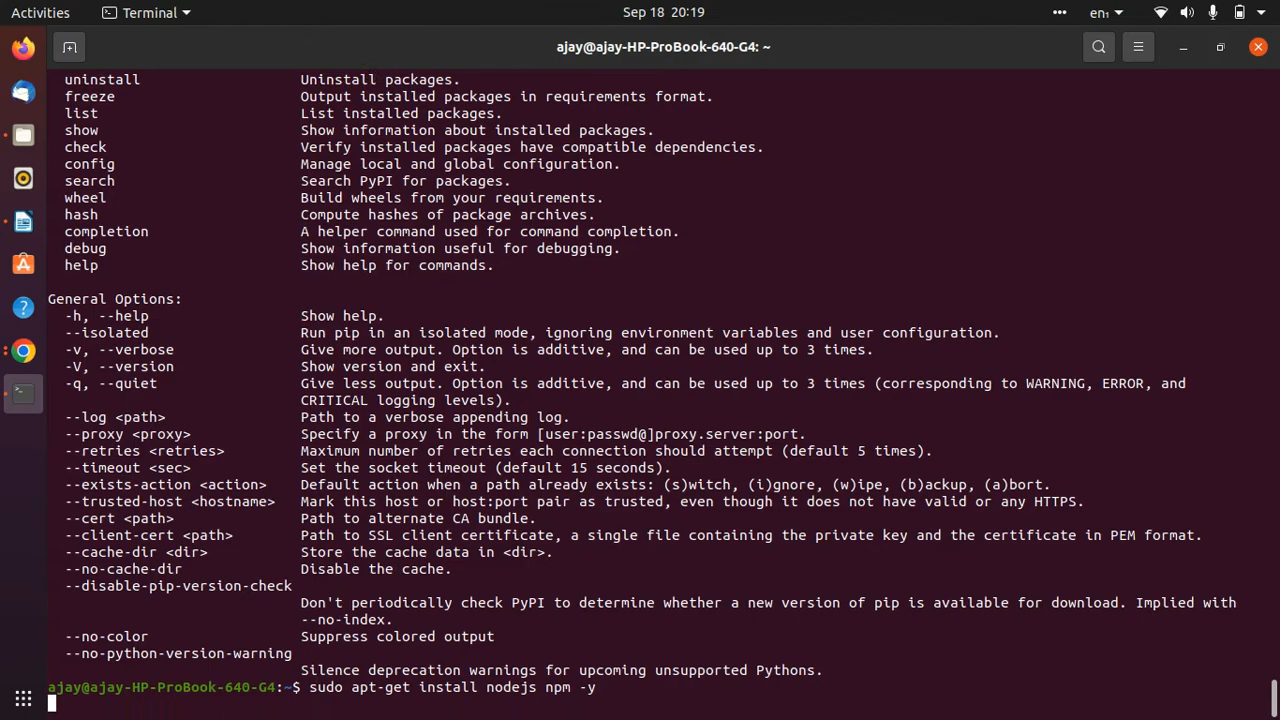 Activities Terminal Sep 18 20:19 en₁
ajay@ajay-HP-ProBook-640-G4: ~
uninstall Uninstall packages.
freeze Output installed packages in requirements format.
list List installed packages.
show Show information about installed packages.
check Verify installed packages have compatible dependencies.
config Manage local and global configuration.
search Search PyPI for packages.
wheel Build wheels from your requirements.
hash Compute hashes of package archives.
completion A helper command used for command completion.
debug Show information useful for debugging.
help Show help for commands.
General Options:
-h, --help Show help.
--isolated Run pip in an isolated mode, ignoring environment variables and user configuration.
-v, --verbose Give more output. Option is additive, and can be used up to 3 times.
-V, --version Show version and exit.
-q, --quiet Give less output. Option is additive, and can be used up to 3 times (corresponding to WARNING, ERROR, and
CRITICAL logging levels).
--log <path> Path to a verbose appending log.
--proxy <proxy> Specify a proxy in the form [user:passwd@]proxy.server:port.
--retries <retries> Maximum number of retries each connection should attempt (default 5 times).
--timeout <sec> Set the socket timeout (default 15 seconds).
--exists-action <action> Default action when a path already exists: (s)witch, (i)gnore, (w)ipe, (b)ackup, (a)bort.
--trusted-host <hostname> Mark this host or host:port pair as trusted, even though it does not have valid or any HTTPS.
--cert <path> Path to alternate CA bundle.
--client-cert <path> Path to SSL client certificate, a single file containing the private key and the certificate in PEM format.
--cache-dir <dir> Store the cache data in <dir>.
--no-cache-dir Disable the cache.
--disable-pip-version-check
Don't periodically check PyPI to determine whether a new version of pip is available for download. Implied with
--no-index.
--no-color Suppress colored output
--no-python-version-warning
Silence deprecation warnings for upcoming unsupported Pythons.
ajay@ajay-HP-ProBook-640-G4:~$ sudo apt-get install nodejs npm -y